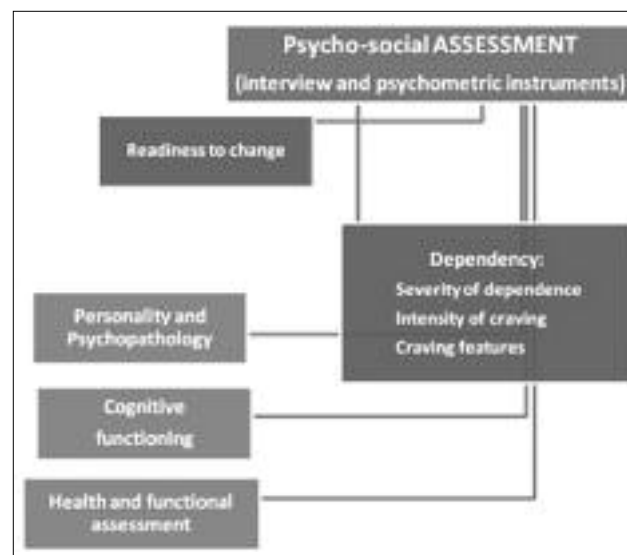 Psycho-social ASSESSMENT
(interview and psychometric instruments)
Readiness to change
Dependency:
Severity of dependence
Intensity of craving
Craving features
Personality and
Psychopathology
Cognitive
functioning
Health and functional
assessment